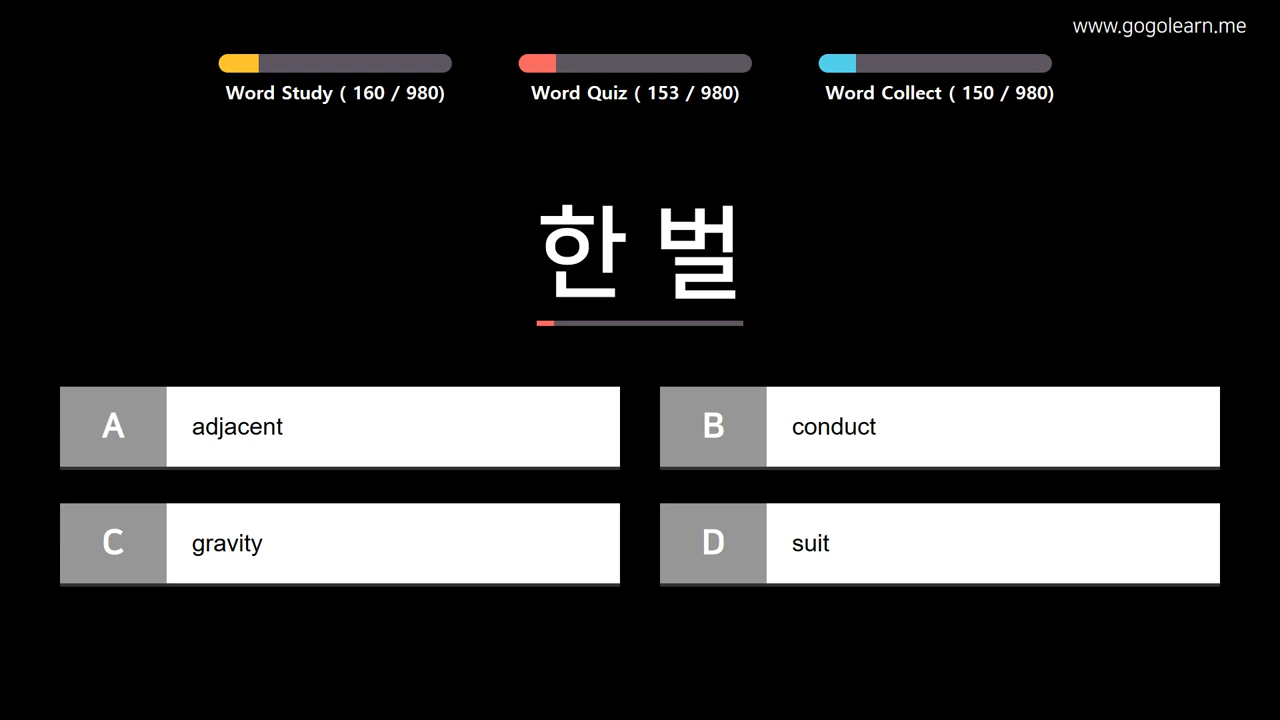 www.gogolearn.me
Word Study ( 160 / 980)
Word Quiz ( 153 / 980)
Word Collect ( 150 / 980)
한 벌
A adjacent
B conduct
C gravity
D suit